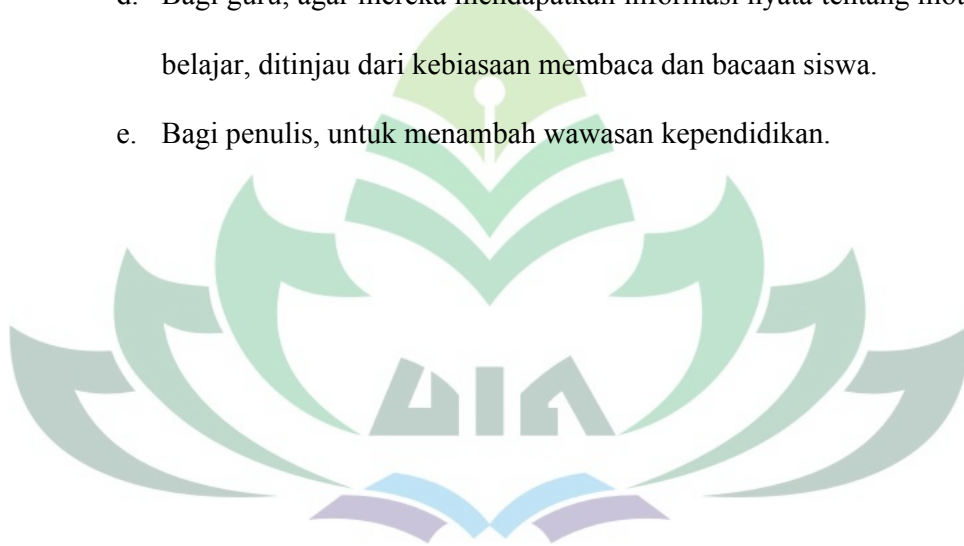 d. Bagi guru, agar mereka mendapatkan informasi nyata tentang
belajar, ditinjau dari kebiasaan membaca dan bacaan siswa.
e. Bagi penulis, untuk menambah wawasan kependidikan.
UIN